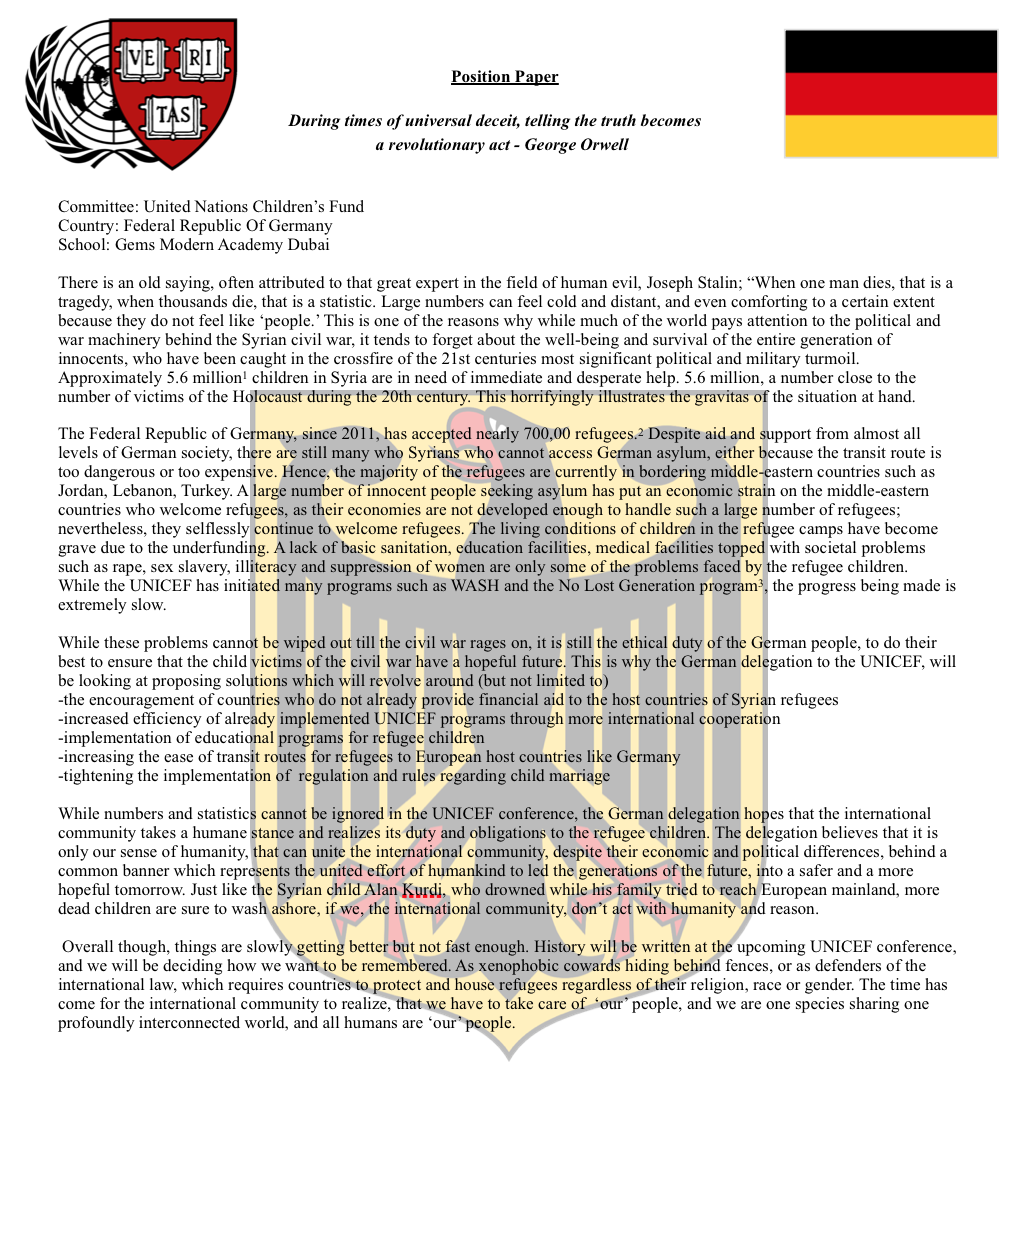 VE RI
TAS
Position Paper
During times of universal deceit, telling the truth becomes
a revolutionary act - George Orwell
Committee: United Nations Children’s Fund
Country: Federal Republic Of Germany
School: Gems Modern Academy Dubai
There is an old saying, often attributed to that great expert in the field of human evil, Joseph Stalin; “When one man dies, that is a
tragedy, when thousands die, that is a statistic. Large numbers can feel cold and distant, and even comforting to a certain extent
because they do not feel like ‘people.’ This is one of the reasons why while much of the world pays attention to the political and
war machinery behind the Syrian civil war, it tends to forget about the well-being and survival of the entire generation of
innocents, who have been caught in the crossfire of the 21st centuries most significant political and military turmoil.
Approximately 5.6 million¹ children in Syria are in need of immediate and desperate help. 5.6 million, a number close to the
number of victims of the Holocaust during the 20th century. This horrifyingly illustrates the gravitas of the situation at hand.
The Federal Republic of Germany, since 2011, has accepted nearly 700,00 refugees.² Despite aid and support from almost all
levels of German society, there are still many who Syrians who cannot access German asylum, either because the transit route is
too dangerous or too expensive. Hence, the majority of the refugees are currently in bordering middle-eastern countries such as
Jordan, Lebanon, Turkey. A large number of innocent people seeking asylum has put an economic strain on the middle-eastern
countries who welcome refugees, as their economies are not developed enough to handle such a large number of refugees;
nevertheless, they selflessly continue to welcome refugees. The living conditions of children in the refugee camps have become
grave due to the underfunding. A lack of basic sanitation, education facilities, medical facilities topped with societal problems
such as rape, sex slavery, illiteracy and suppression of women are only some of the problems faced by the refugee children.
While the UNICEF has initiated many programs such as WASH and the No Lost Generation program³, the progress being made is
extremely slow.
While these problems cannot be wiped out till the civil war rages on, it is still the ethical duty of the German people, to do their
best to ensure that the child victims of the civil war have a hopeful future. This is why the German delegation to the UNICEF, will
be looking at proposing solutions which will revolve around (but not limited to)
-the encouragement of countries who do not already provide financial aid to the host countries of Syrian refugees
-increased efficiency of already implemented UNICEF programs through more international cooperation
-implementation of educational programs for refugee children
-increasing the ease of transit routes for refugees to European host countries like Germany
-tightening the implementation of  regulation and rules regarding child marriage
While numbers and statistics cannot be ignored in the UNICEF conference, the German delegation hopes that the international
community takes a humane stance and realizes its duty and obligations to the refugee children. The delegation believes that it is
only our sense of humanity, that can unite the international community, despite their economic and political differences, behind a
common banner which represents the united effort of humankind to led the generations of the future, into a safer and a more
hopeful tomorrow. Just like the Syrian child Alan Kurdi, who drowned while his family tried to reach European mainland, more
dead children are sure to wash ashore, if we, the international community, don’t act with humanity and reason.
Overall though, things are slowly getting better but not fast enough. History will be written at the upcoming UNICEF conference,
and we will be deciding how we want to be remembered. As xenophobic cowards hiding behind fences, or as defenders of the
international law, which requires countries to protect and house refugees regardless of their religion, race or gender. The time has
come for the international community to realize, that we have to take care of  ‘our’ people, and we are one species sharing one
profoundly interconnected world, and all humans are ‘our’ people.